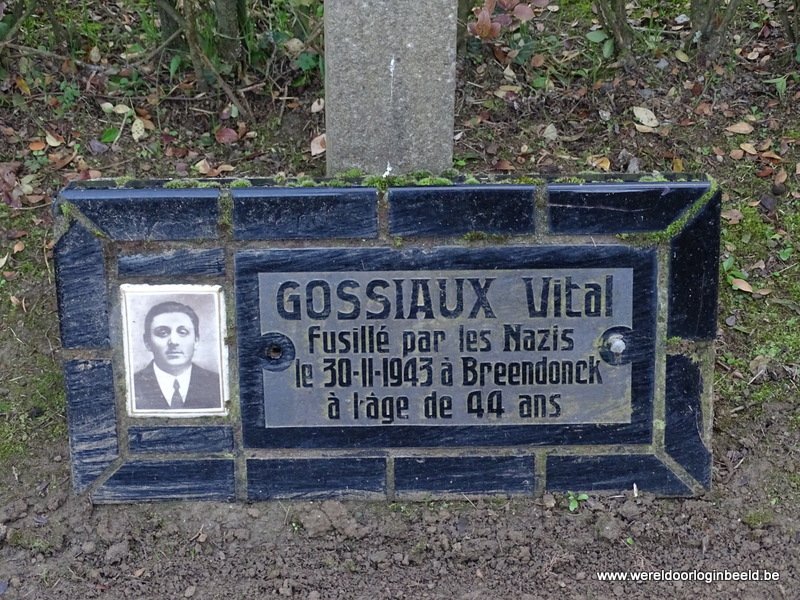 GOSSIAUX Vital
fusillé par les Nazis
le 30-11-1943 à Breendonck
à l'âge de 44 ans
www.wereldoorloginbeeld.be